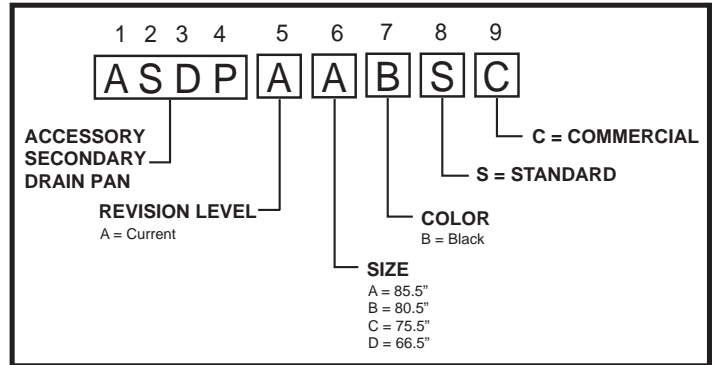 1 2 3 4 5 6 7 8 9
A S D P A A B S C
ACCESSORY
SECONDARY
DRAIN PAN
C = COMMERCIAL
S = STANDARD
REVISION LEVEL
A = Current
COLOR
B = Black
SIZE
A = 85.5”
B = 80.5”
C = 75.5”
D = 66.5”